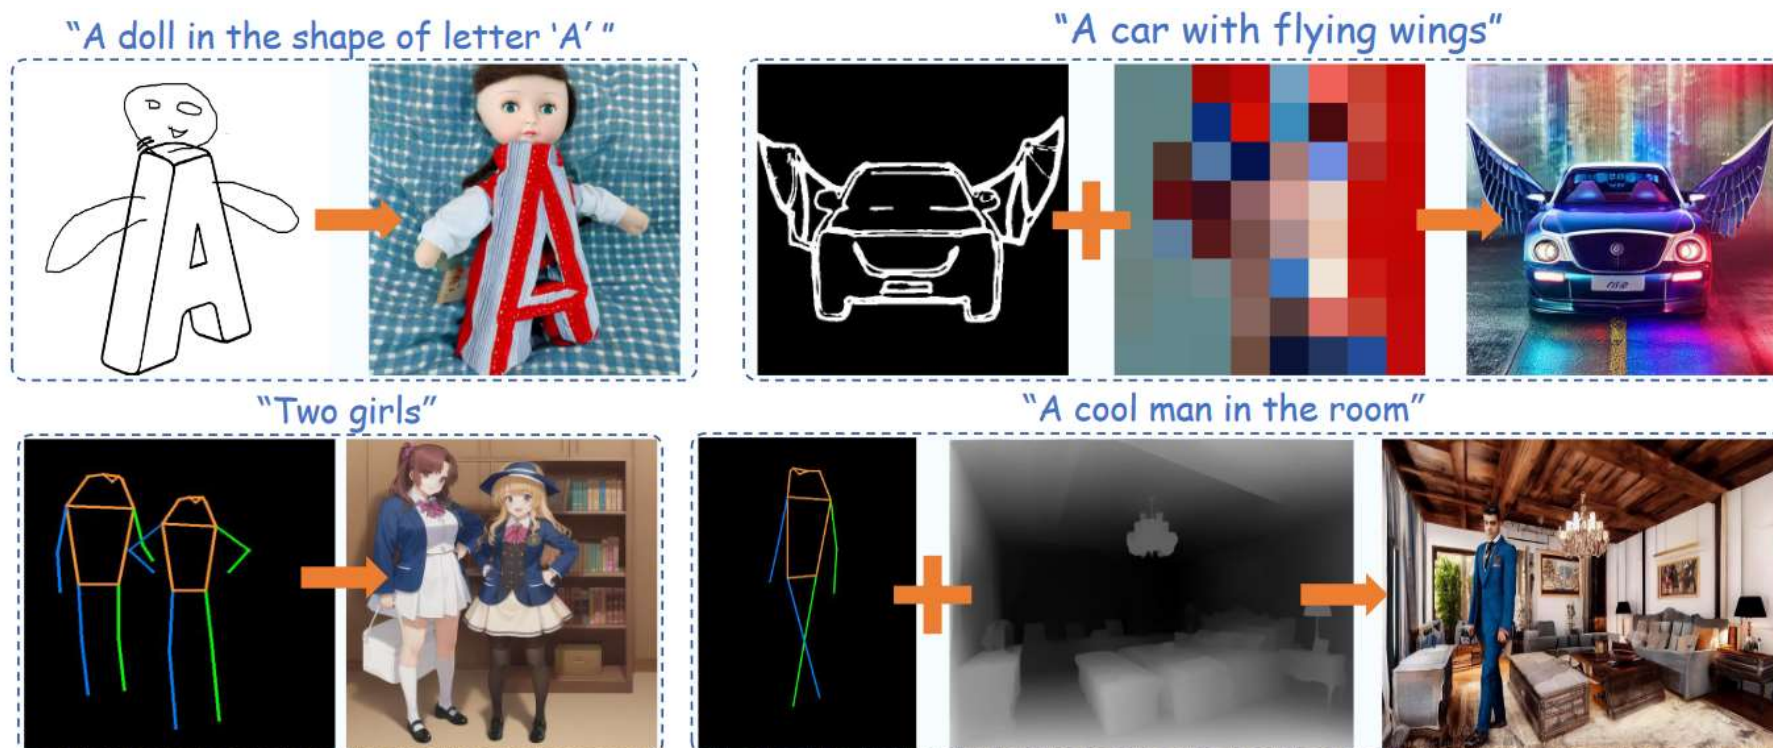 “A doll in the shape of letter ‘A’ ”
“A car with flying wings”
A
A
“Two girls”
“A cool man in the room”